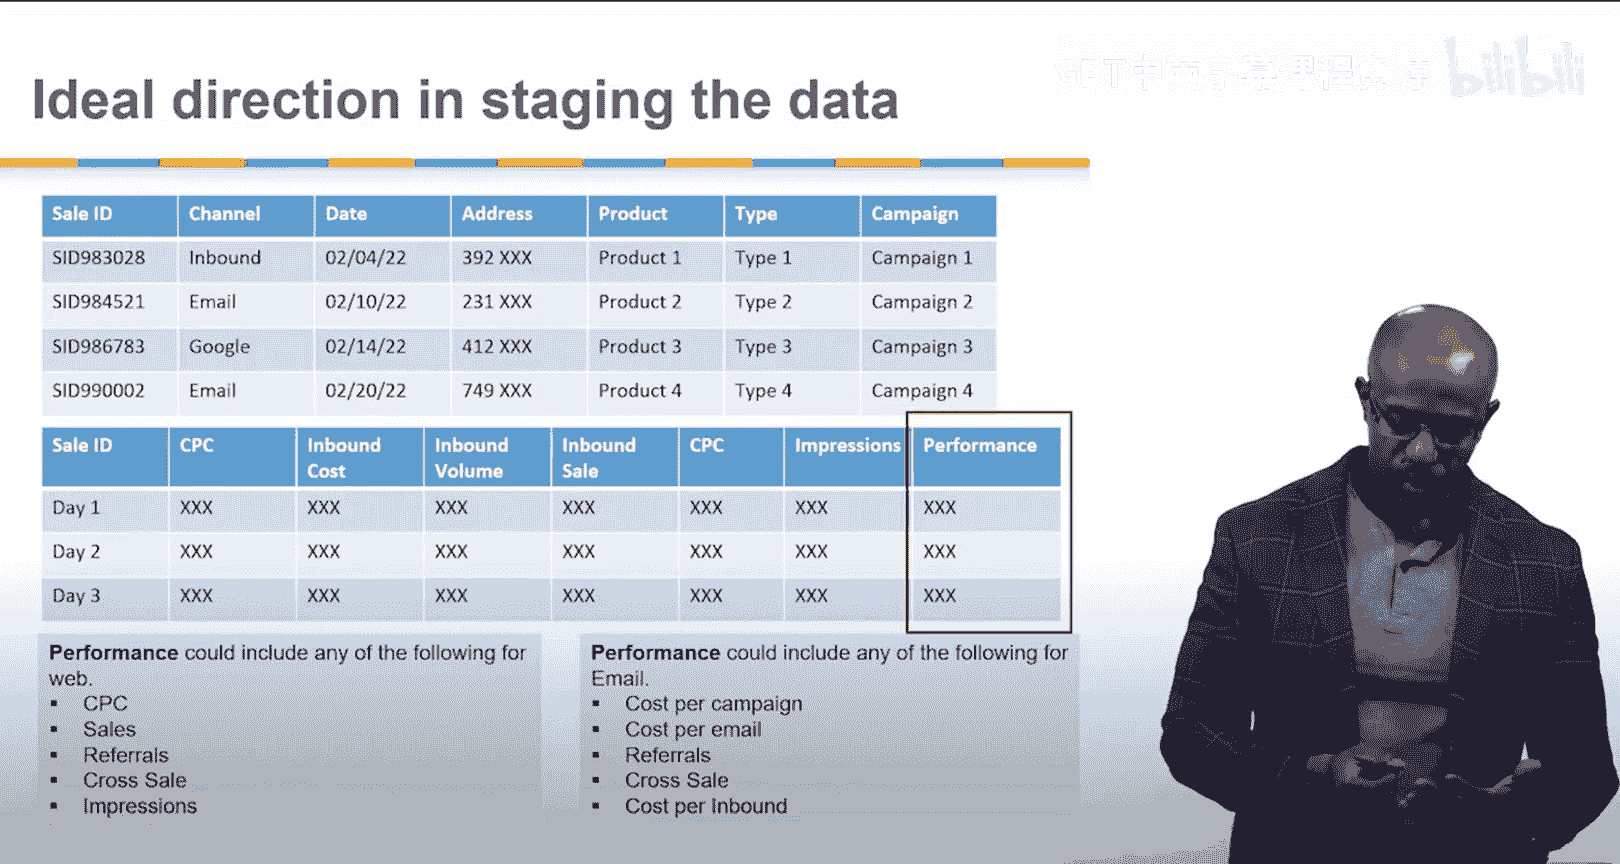 Ideal direction in staging the data
bilibili
Sale ID Channel Date Address Product Type Campaign
SID983028 Inbound 02/04/22 392 XXX Product 1 Type 1 Campaign 1
SID984521 Email 02/10/22 231 XXX Product 2 Type 2 Campaign 2
SID986783 Google 02/14/22 412 XXX Product 3 Type 3 Campaign 3
SID990002 Email 02/20/22 749 XXX Product 4 Type 4 Campaign 4
Sale ID CPC Inbound Cost Inbound Volume Inbound Sale CPC Impressions Performance
Day 1 XXX XXX XXX XXX XXX XXX XXX
Day 2 XXX XXX XXX XXX XXX XXX XXX
Day 3 XXX XXX XXX XXX XXX XXX XXX
Performance could include any of the following for
web.
▪ CPC
▪ Sales
▪ Referrals
▪ Cross Sale
▪ Impressions
Performance could include any of the following for
Email.
▪ Cost per campaign
▪ Cost per email
▪ Referrals
▪ Cross Sale
▪ Cost per Inbound